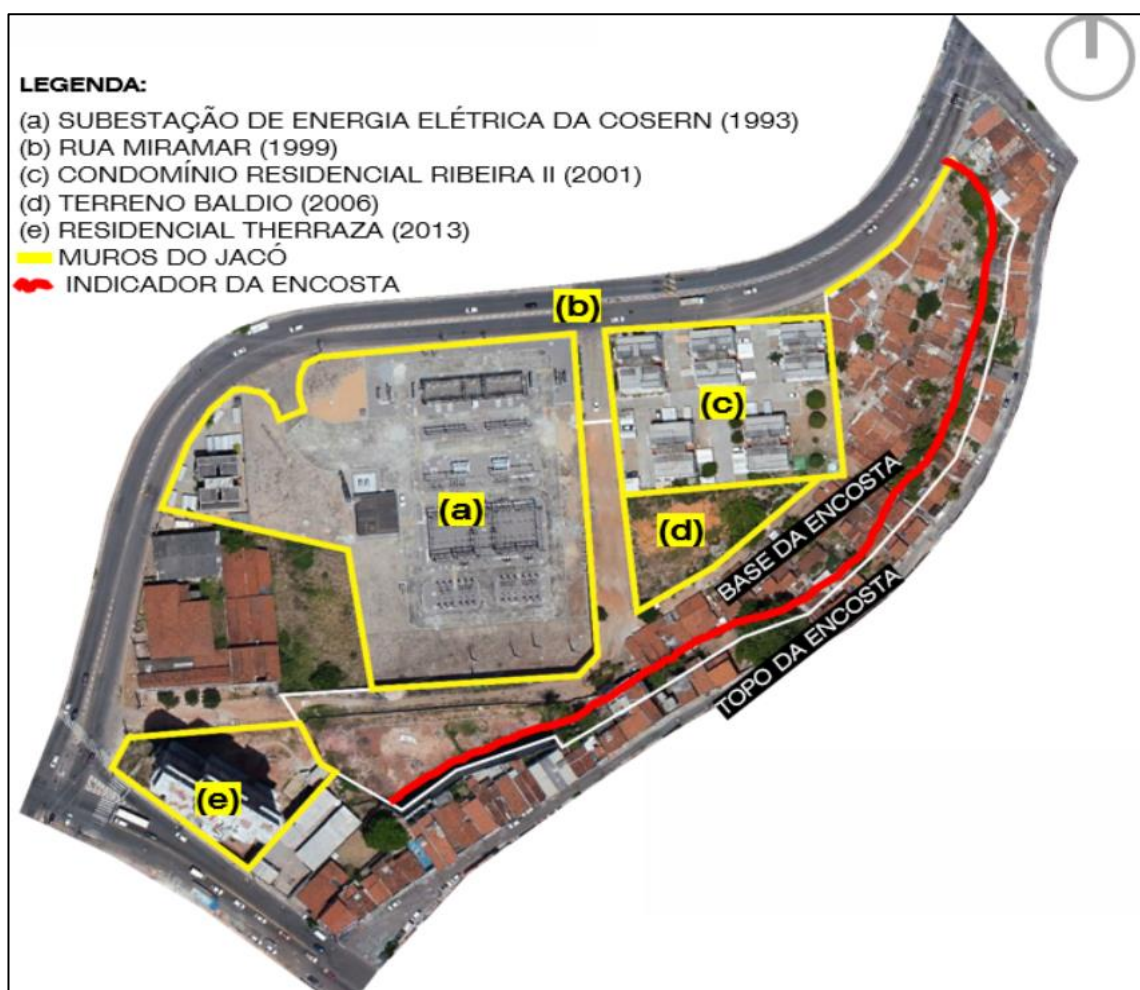 LEGENDA:
(a) SUBESTAÇÃO DE ENERGIA ELÉTRICA DA COSERN (1993)
(b) RUA MIRAMAR (1999)
(c) CONDOMÍNIO RESIDENCIAL RIBEIRA II (2001)
(d) TERRENO BALDIO (2006)
(e) RESIDENCIAL THERRAZA (2013)
MUROS DO JACÓ
INDICADOR DA ENCOSTA
(b)
(c)
(a)
(d)
BASE DA ENCOSTA
TOPO DA ENCOSTA
(e)